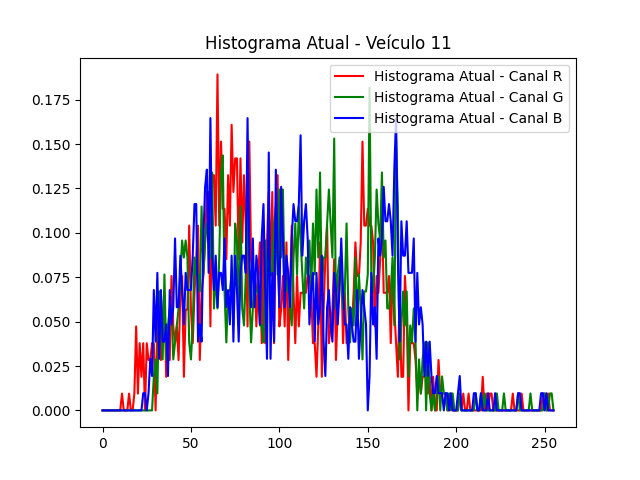 Histograma Atual - Veículo 11
Histograma Atual - Canal R
Histograma Atual - Canal G
Histograma Atual - Canal B
0.175
0.150
0.125
0.100
0.075
0.050
0.025
0.000
0 50 100 150 200 250